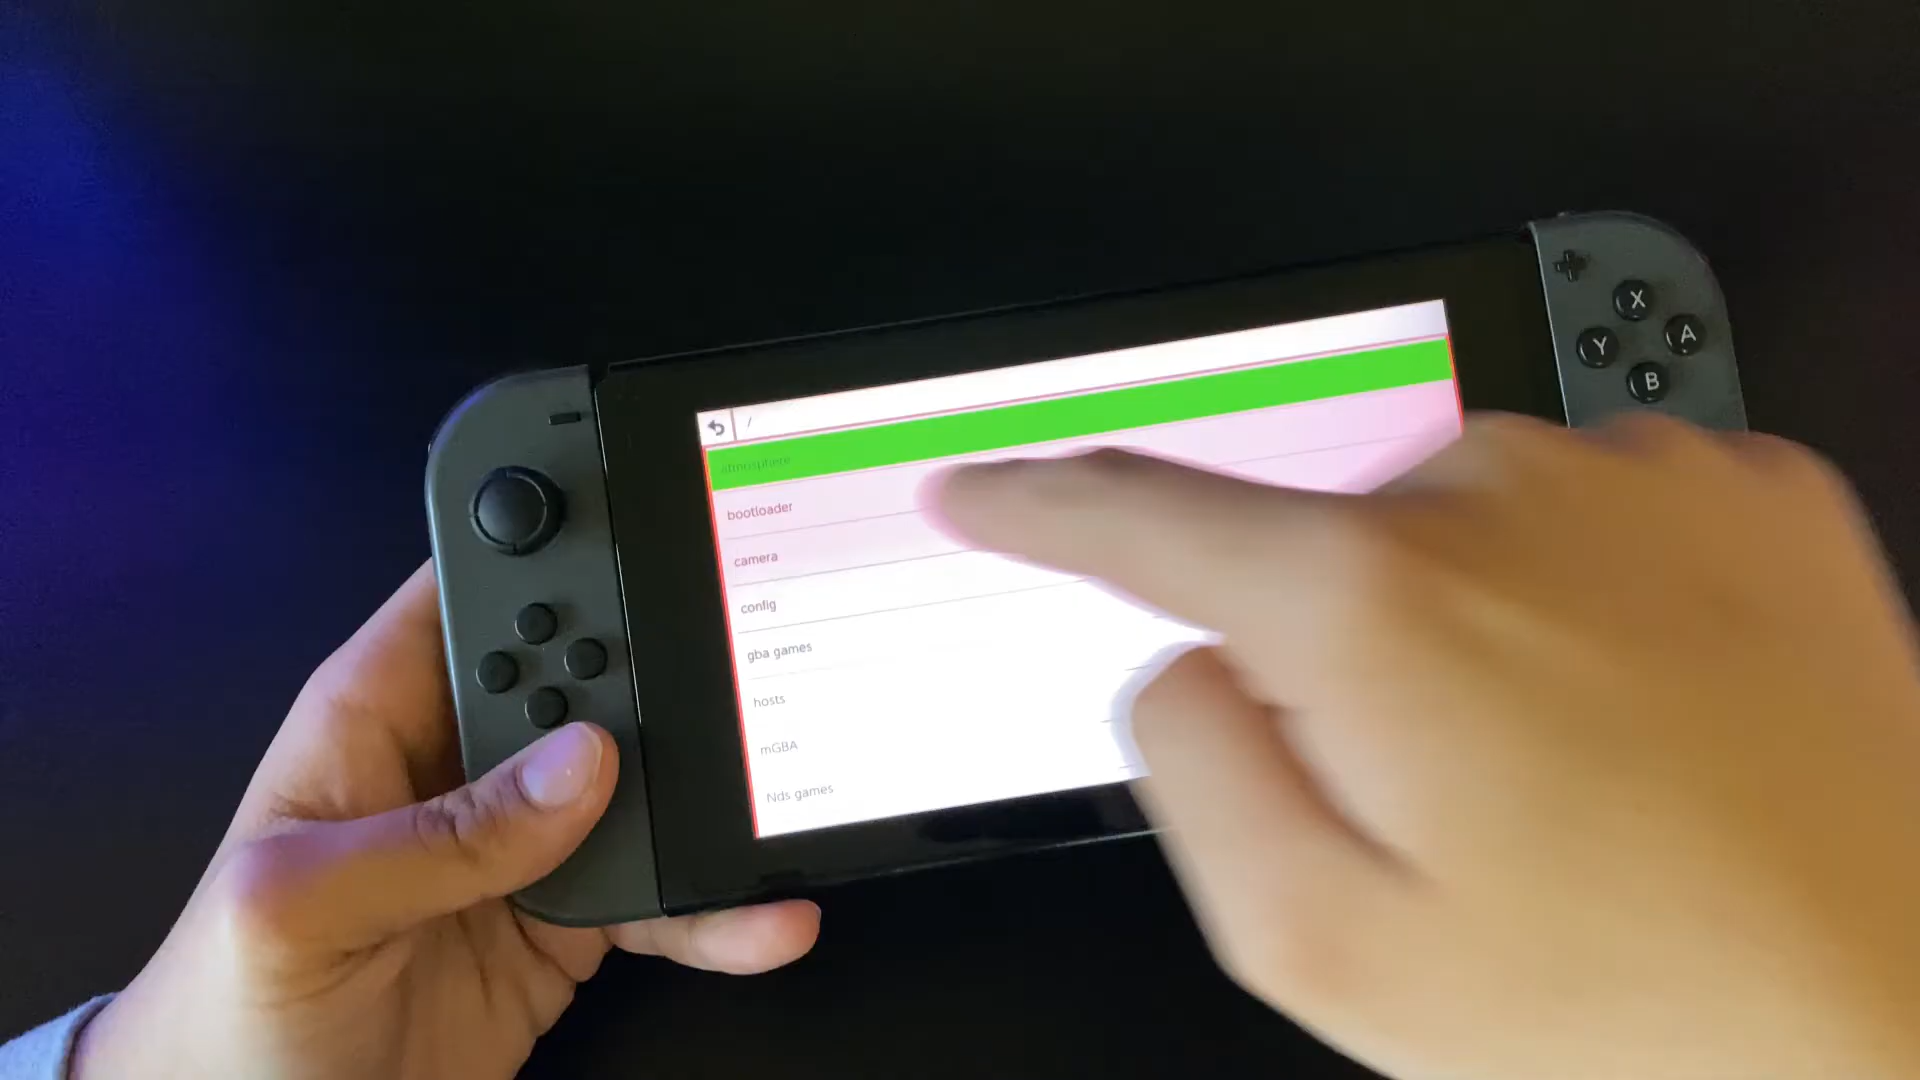 /
atmosphere
bootloader
camera
config
gba games
hosts
mGBA
Nds games
X
Y
A
B